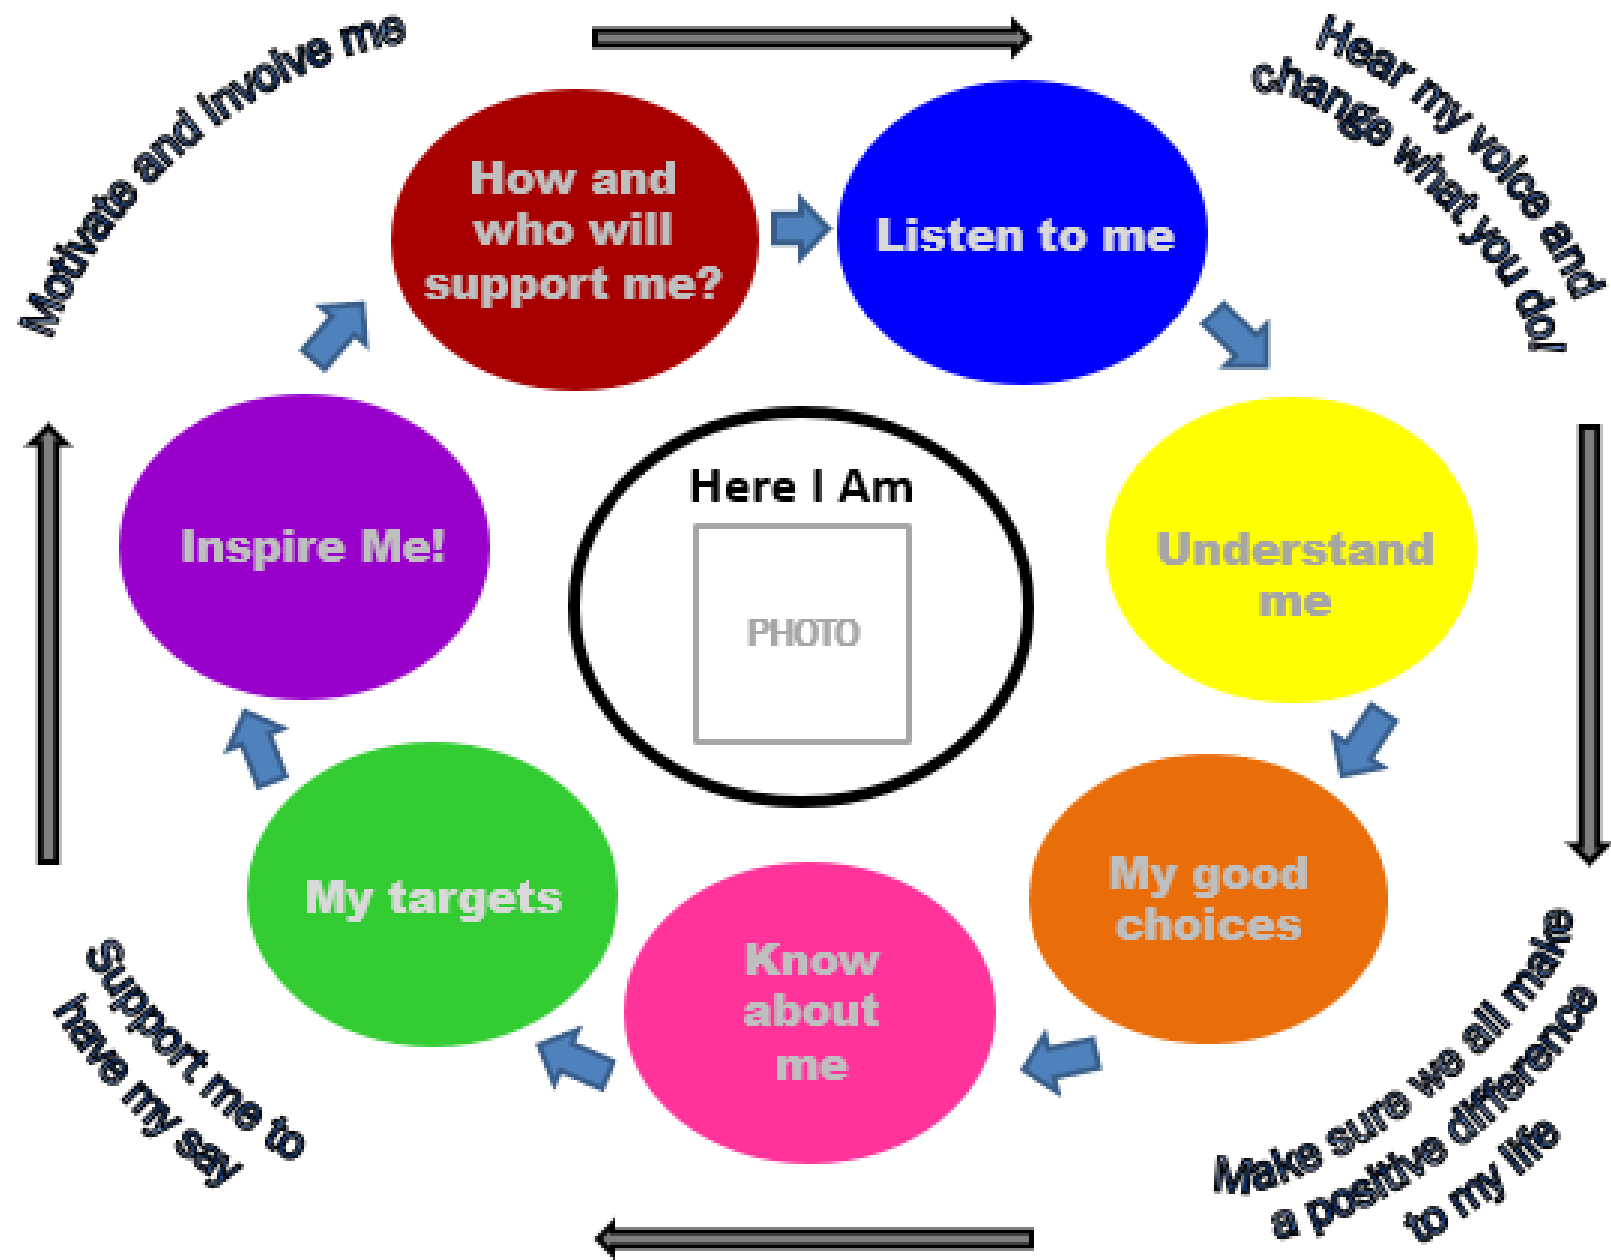 Motivate and involve me
Hear my voice and
change what you do!
How and
who will
support me?
Listen to me
Understand
me
My good
choices
Know
about
me
My targets
Inspire Me!
Here I Am
PHOTO
Make sure we all make
a positive difference
to my life
Support me to
have my say